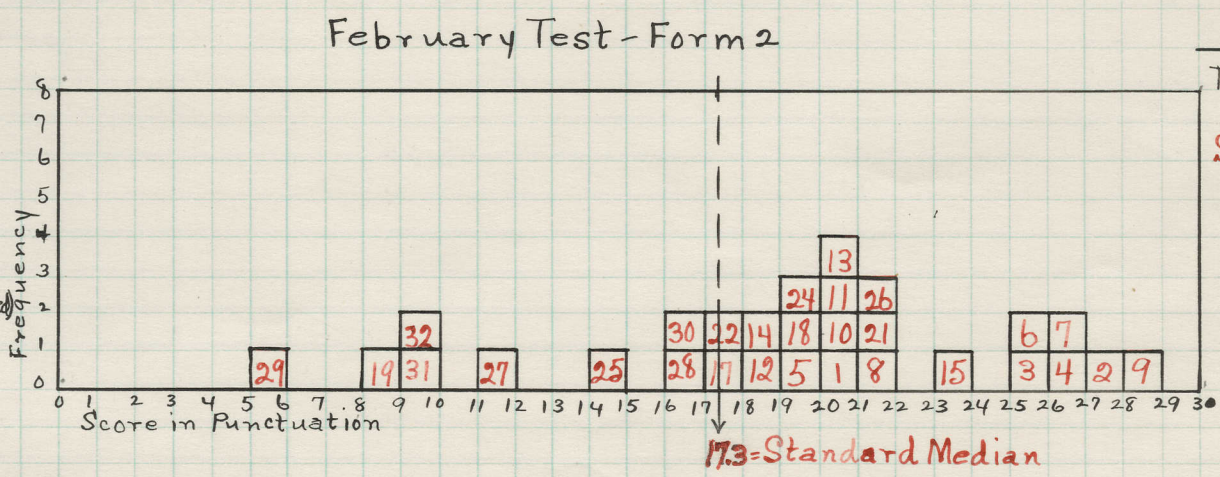 February Test - Form 2
8
7
6
5
4
3
2
1
0
Frequency
13
24 11 26
32 30 22 14 18 10 21 6 7
29 19 31 27 25 28 17 12 5 1 8 15 3 4 2 9
0 1 2 3 4 5 6 7 8 9 10 11 12 13 14 15 16 17 18 19 20 21 22 23 24 25 26 27 28 29 30
Score in Punctuation
17.3=Standard Median